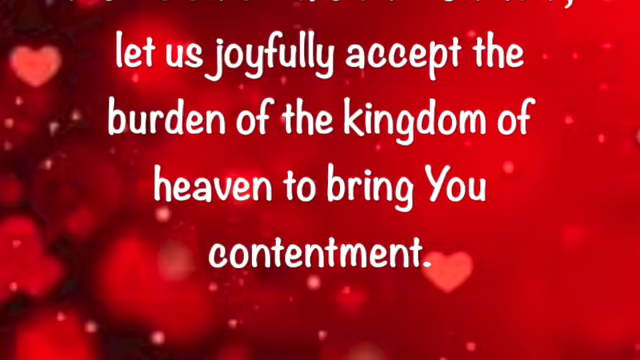 let us joyfully accept the
burden of the kingdom of
heaven to bring You
contentment.